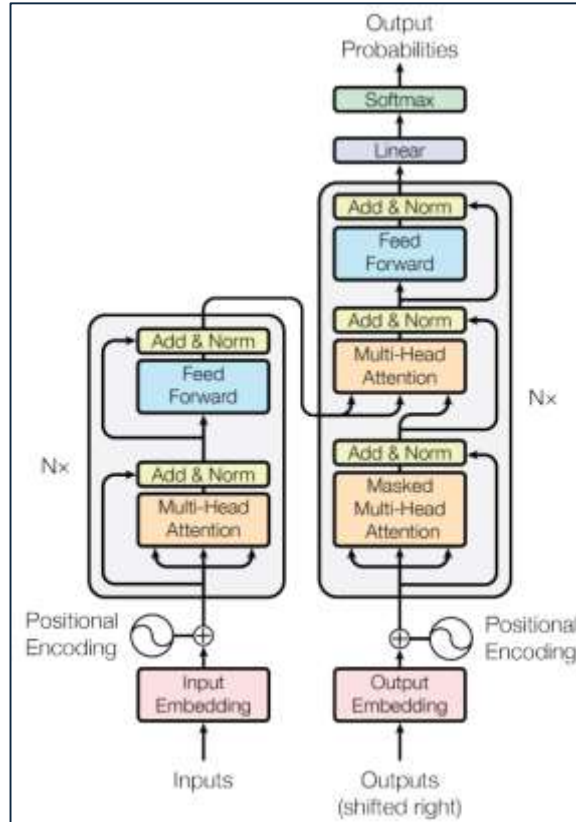 Output
Probabilities
Softmax
Linear
Add & Norm
Feed
Forward
Add & Norm
Multi-Head
Attention
Add & Norm
Masked
Multi-Head
Attention
Nx
Add & Norm
Feed
Forward
Add & Norm
Multi-Head
Attention
Nx
Positional
Encoding
Positional
Encoding
Input
Embedding
Output
Embedding
Inputs
Outputs
(shifted right)